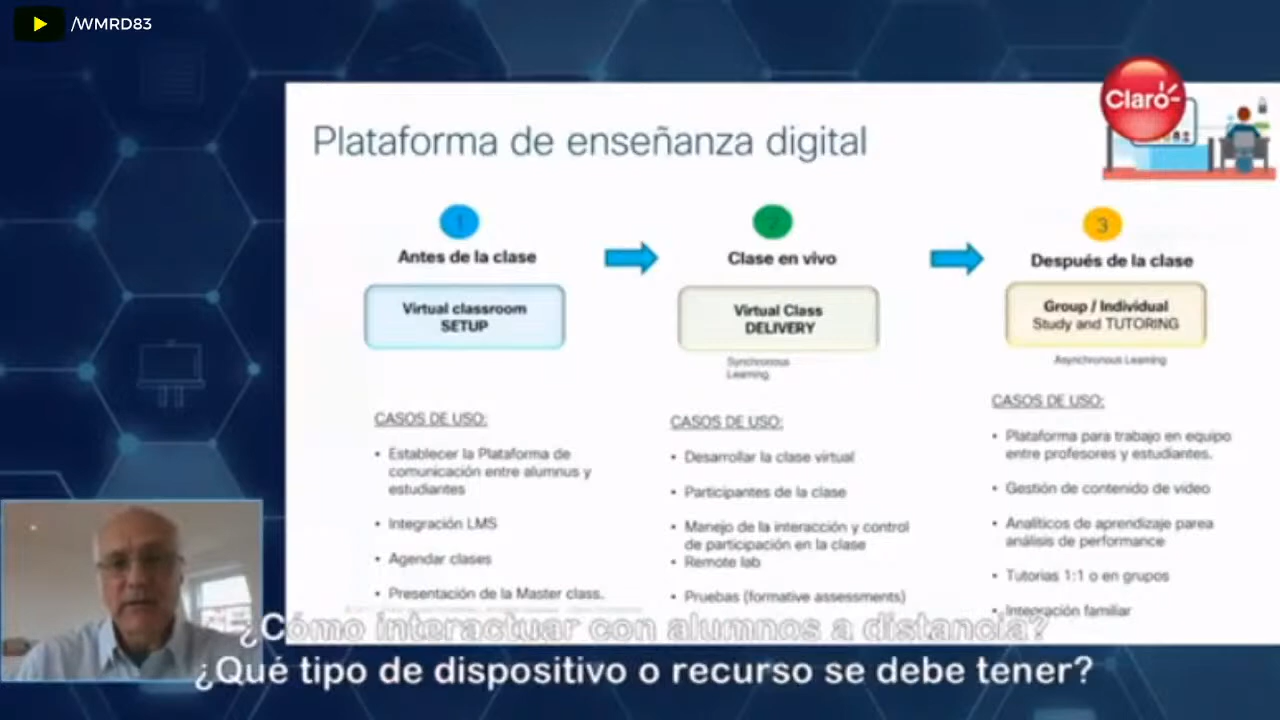 /WMRD83
Claro-
Plataforma de enseñanza digital
1
2
3
Antes de la clase
Clase en vivo
Después de la clase
Virtual classroom
SETUP
Virtual Class
DELIVERY
Group / Individual
Study and TUTORING
Synchronous
Learning
Asynchronous Learning
CASOS DE USO:
• Establecer la Plataforma de
comunicación entre alumnus y
estudiantes
• Integración LMS
• Agendar clases
• Presentación de la Master class.
CASOS DE USO:
• Desarrollar la clase virtual
• Participantes de la clase
• Manejo de la interacción y control
de participación en la clase
• Remote lab
• Pruebas (formative assessments)
CASOS DE USO:
• Plataforma para trabajo en equipo
entre profesores y estudiantes.
• Gestión de contenido de video
• Analíticos de aprendizaje parea
análisis de performance
• Tutorias 1:1 o en grupos
• Integración familiar
¿Cómo interactuar con alumnos a distancia?
¿Qué tipo de dispositivo o recurso se debe tener?